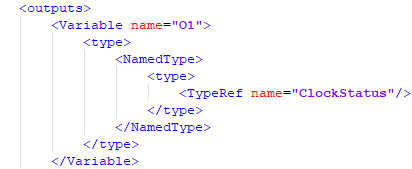 <outputs>
<Variable name="O1">
<type>
<NamedType>
<type>
<TypeRef name="ClockStatus"/>
</type>
</NamedType>
</type>
</Variable>